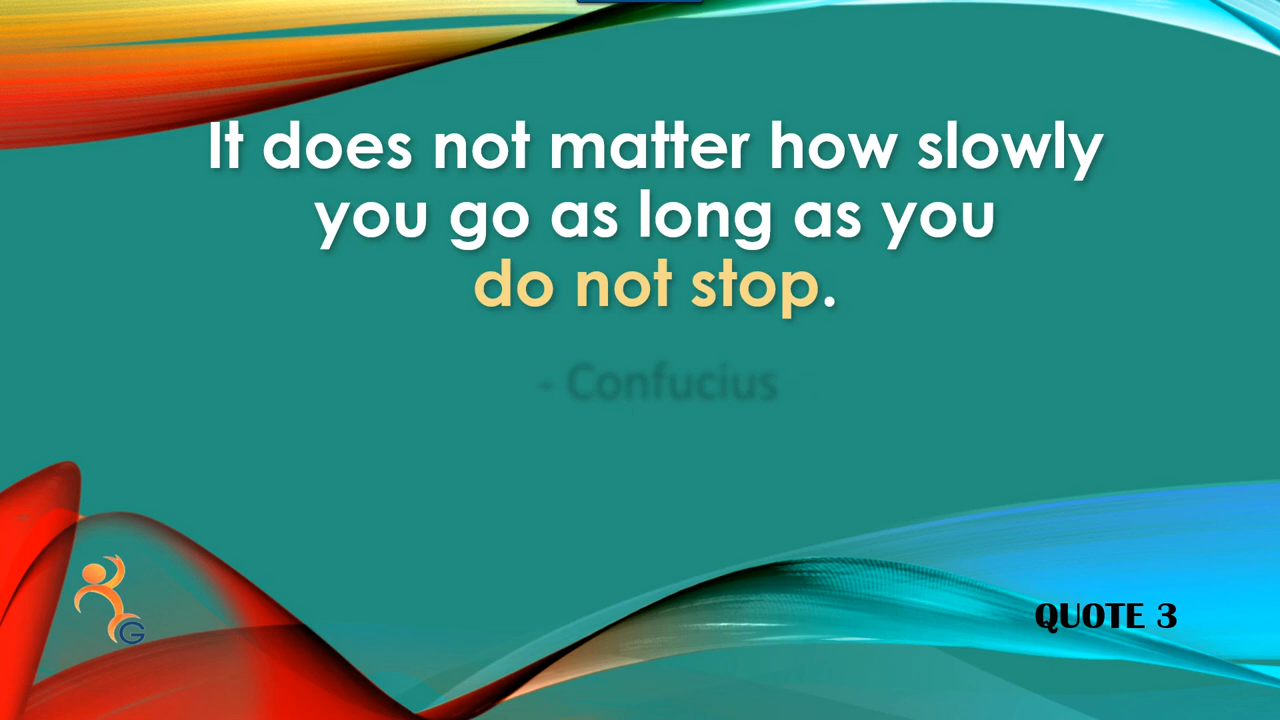 It does not matter how slowly
you go as long as you
do not stop.
- Confucius
G
QUOTE 3